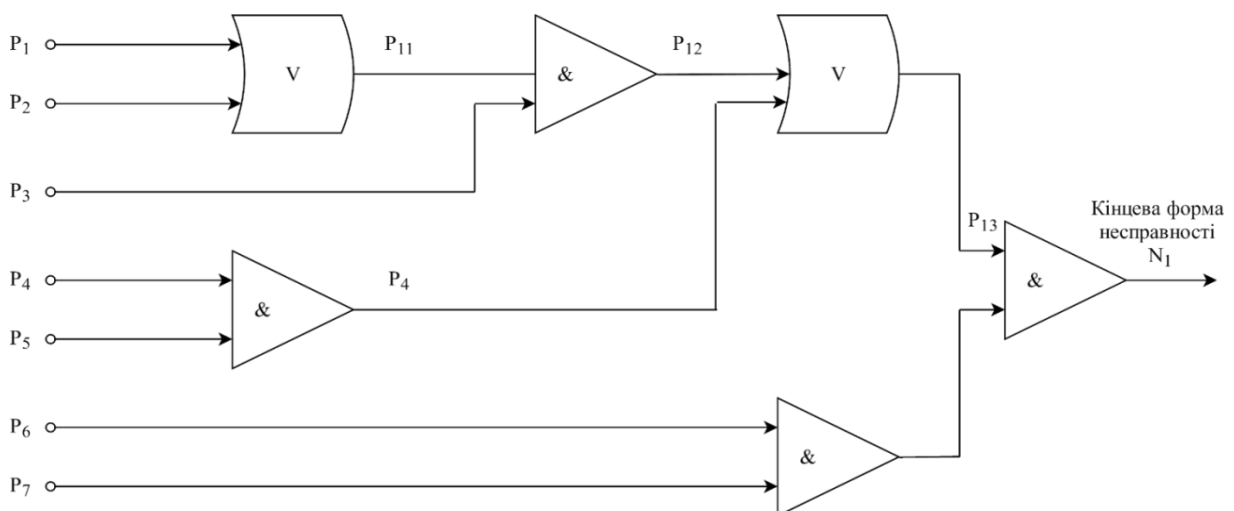 P1
P11
P12
V
&
V
P2
P3
P13
Кінцева форма
несправності
N1
P4
P4
&
&
P5
P6
&
P7